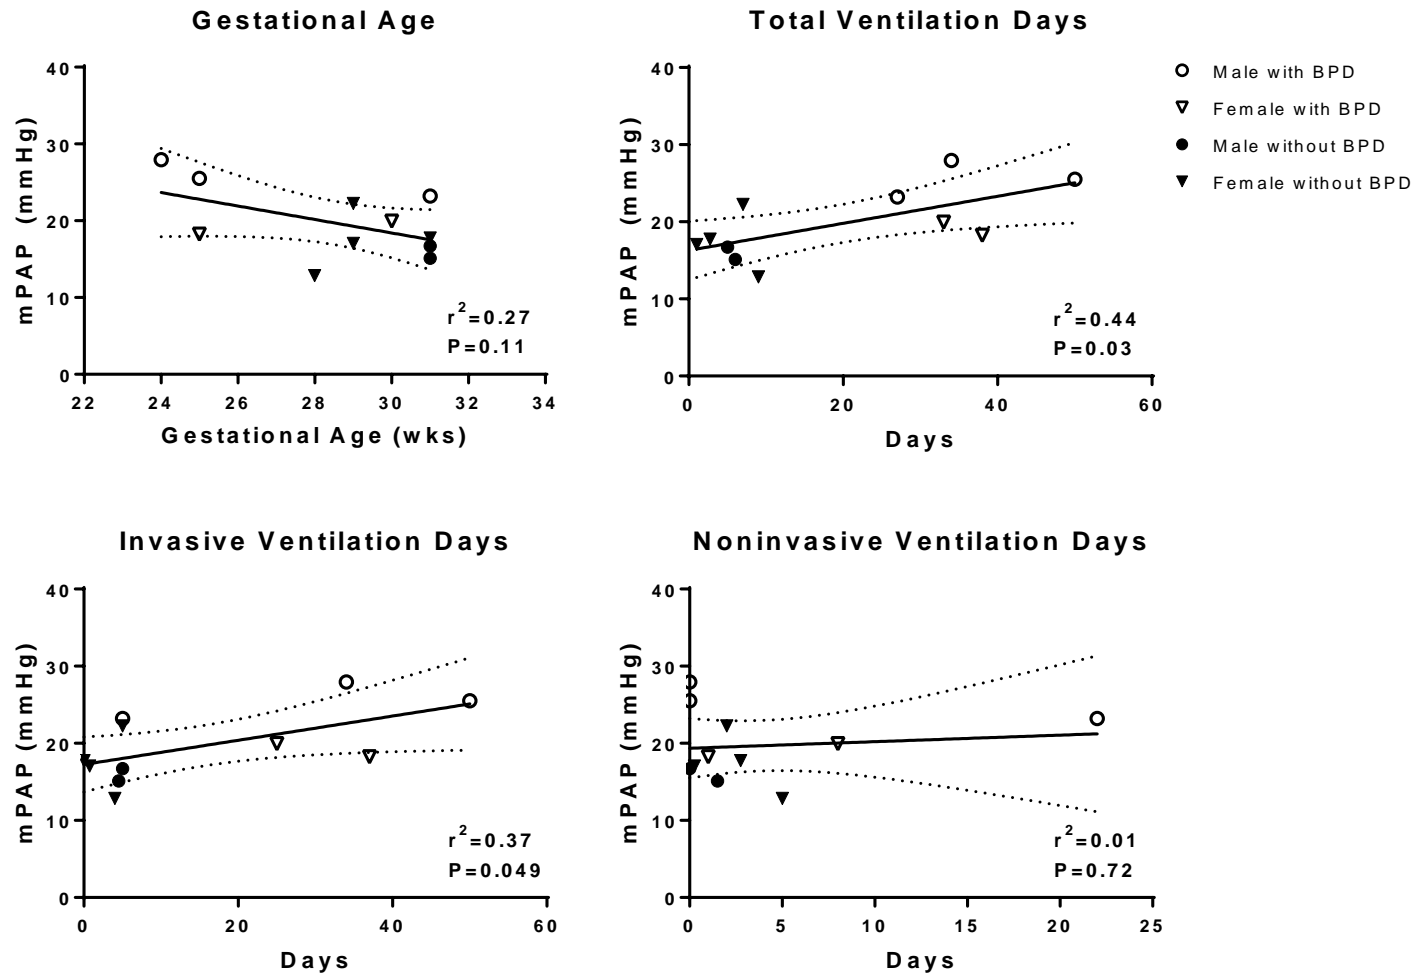 Gestational Age
40
30
20
10
0
mPAP (mmHg)
22 24 26 28 30 32 34
Gestational Age (wks)
r²=0.27
P=0.11
Total Ventilation Days
40
30
20
10
0
mPAP (mmHg)
0 20 40 60
Days
r²=0.44
P=0.03
Male with BPD
Female with BPD
Male without BPD
Female without BPD
Invasive Ventilation Days
40
30
20
10
0
mPAP (mmHg)
0 20 40 60
Days
r²=0.37
P=0.049
Noninvasive Ventilation Days
40
30
20
10
0
mPAP (mmHg)
0 5 10 15 20 25
Days
r²=0.01
P=0.72